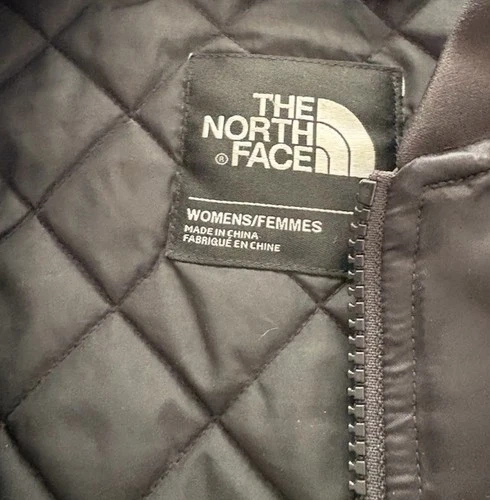 THE
NORTH
® FACE
WOMENS/FEMMES
MADE IN CHINA
FABRIQUÉ EN CHINE